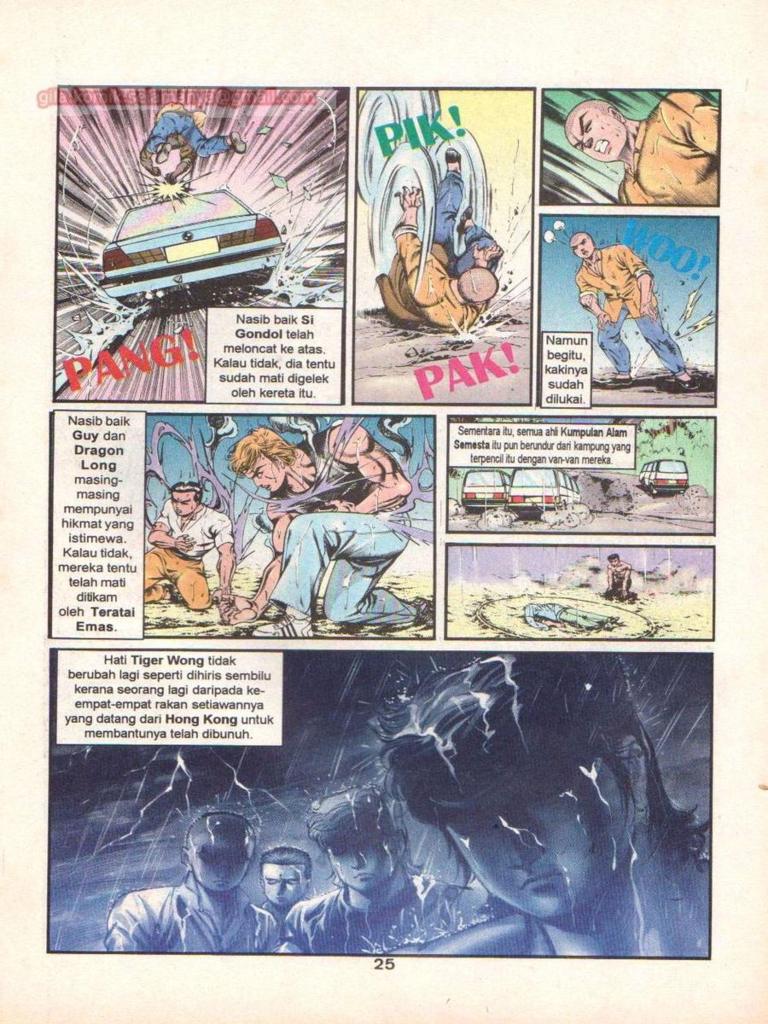 PANG!
Nasib baik Si
Gondol telah
meloncat ke atas.
Kalau tidak, dia tentu
sudah mati digelek
oleh kereta itu.
PIK!
PAK!
WOO!
Namun
begitu,
kakinya
sudah
dilukai.
Nasib baik
Guy dan
Dragon
Long
masing-
masing
mempunyai
hikmat yang
istimewa.
Kalau tidak,
mereka tentu
telah mati
ditikam
oleh Teratai
Emas.
Sementara itu, semua ahli Kumpulan Alam
Semesta itu pun berundur dari kampung yang
terpencil itu dengan van-van mereka.
Hati Tiger Wong tidak
berubah lagi seperti dihiris sembilu
kerana seorang lagi daripada ke-
empat-empat rakan setiawannya
yang datang dari Hong Kong untuk
membantunya telah dibunuh.
25